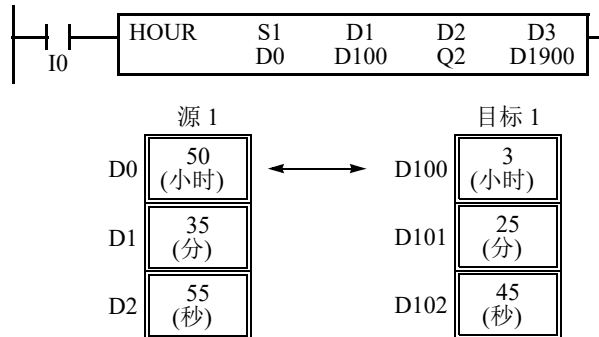 HOUR S1 D1 D2 D3
I0 D0 D100 Q2 D1900
源 1 目标 1
D0 50 (小时) D100 3 (小时)
D1 35 (分) D101 25 (分)
D2 55 (秒) D102 45 (秒)